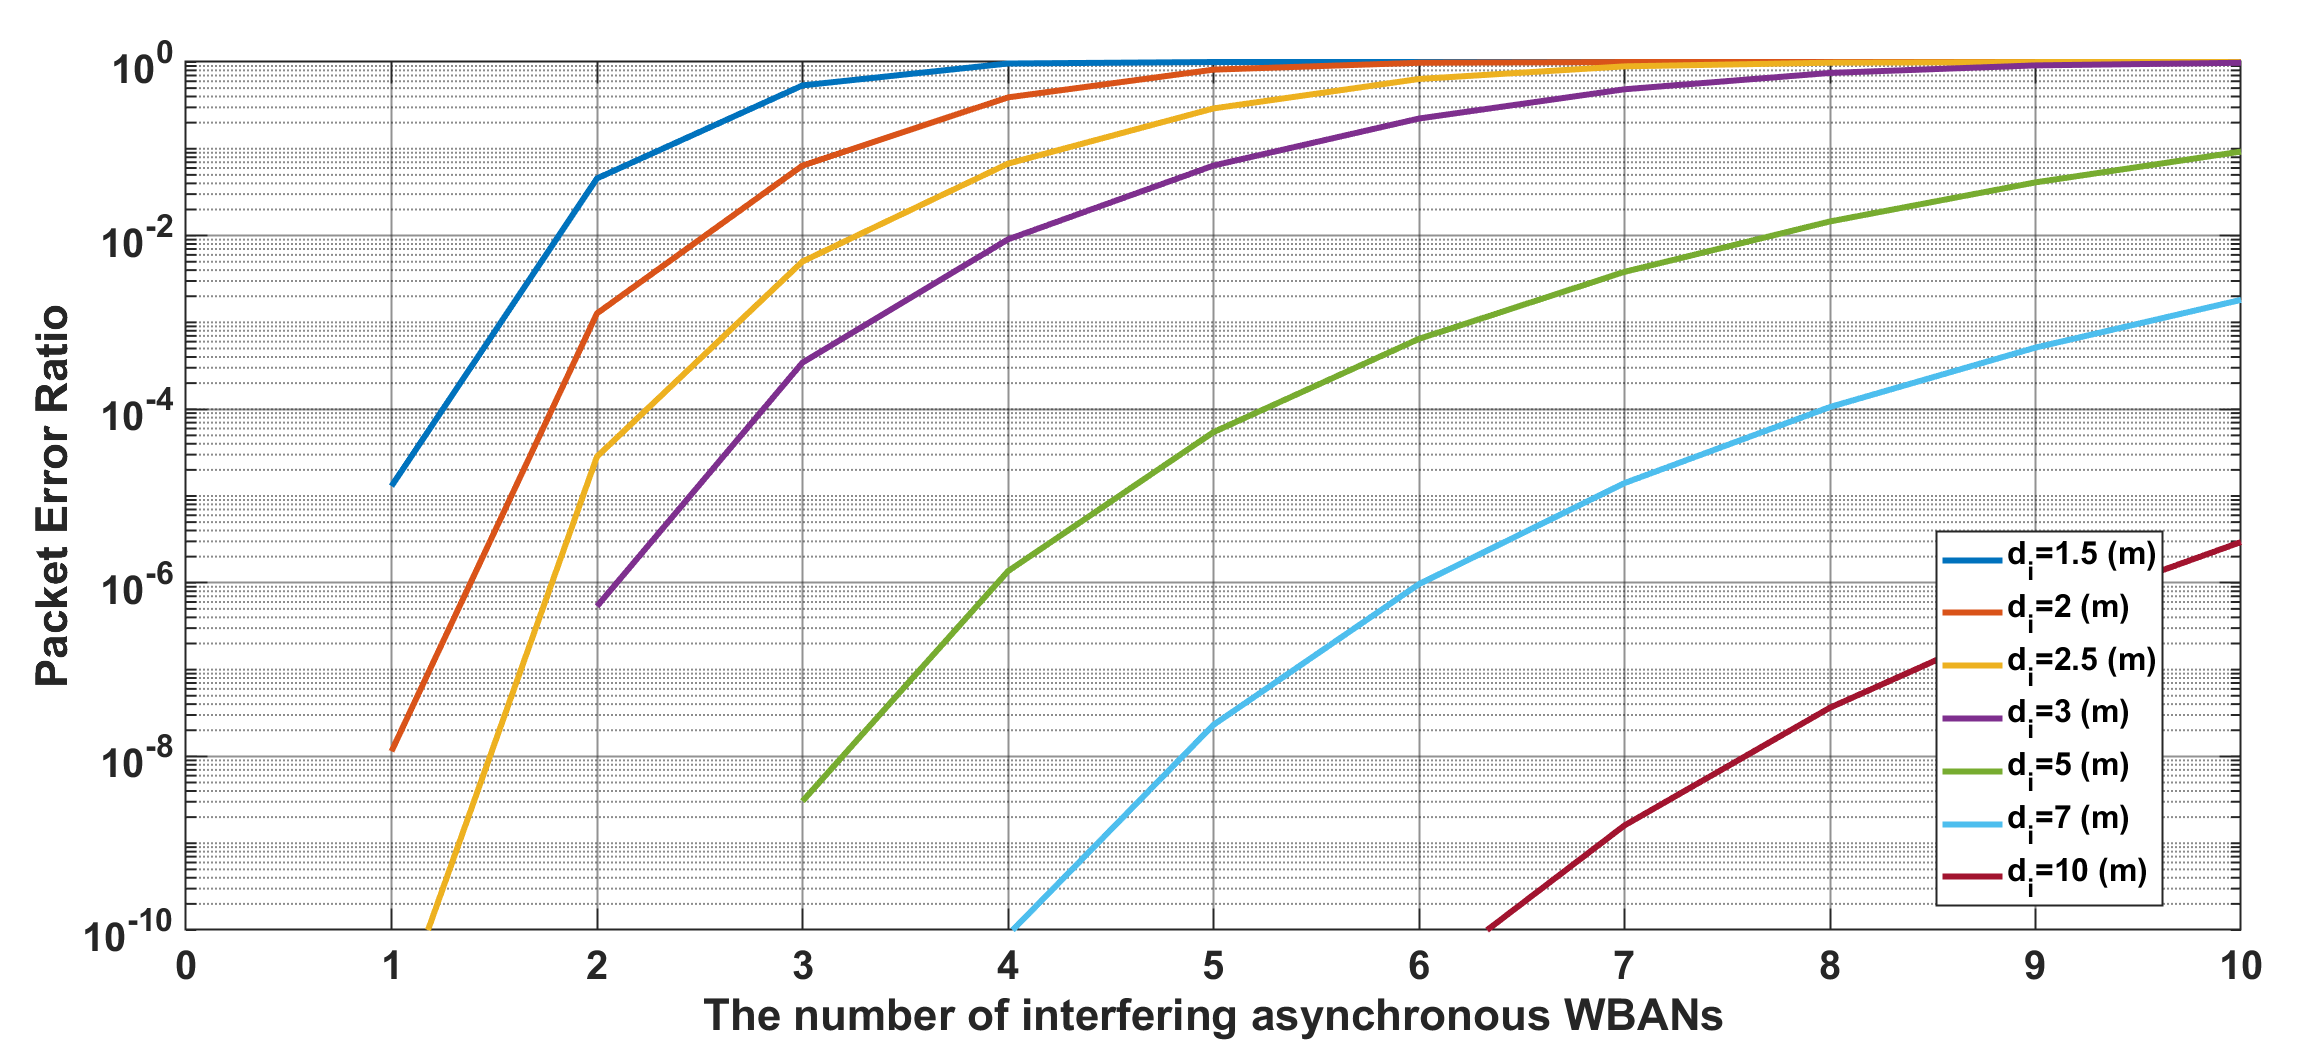 Packet Error Ratio
10^0
10^-2
10^-4
10^-6
10^-8
10^-10
0 1 2 3 4 5 6 7 8 9 10
The number of interfering asynchronous WBANs
d_i=1.5 (m)
d_i=2 (m)
d_i=2.5 (m)
d_i=3 (m)
d_i=5 (m)
d_i=7 (m)
d_i=10 (m)